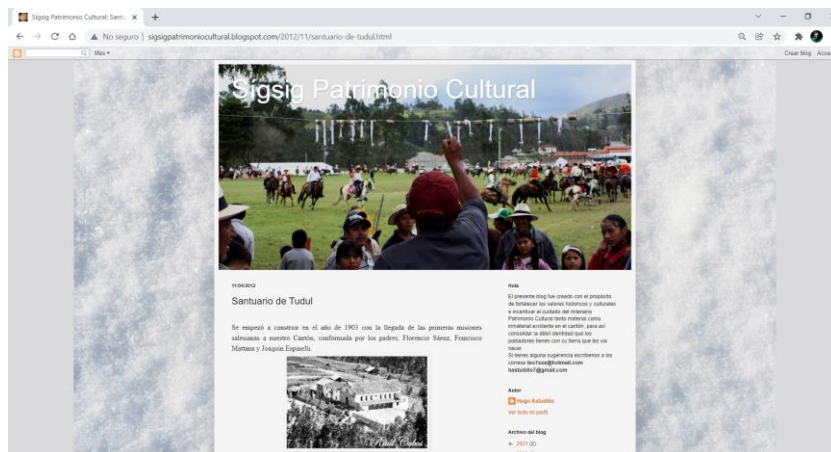 Sigsig Patrimonio Cultural: Santu
No seguro | sigsigpatrimoniocultural.blogspot.com/2012/11/santuario-de-tudul.html
Más
Crear blog
Sigsig Patrimonio Cultural
11/04/2012
Santuario de Tudul
Se empezó a construir en el año de 1903 con la llegada de las primeras misiones
salesianas a nuestro Cantón, conformada por los padres; Florencio Sáenz, Francisco
Mattana y Joaquín Espinelli.
Hola
El presente blog fue creado con el propósito
de fortalecer los valores históricos y culturales
e incentivar al cuidado del milenario
Patrimonio Cultural tanto material como
inmaterial existente en el cantón, para así
consolidar la débil identidad que los
pobladores tienen con su tierra que les vio
nacer.
Si tienes alguna sugerencia escríbenos a los
correos
hastudillo7@gmail.com
Autor
Hugo Astudillo
Ver todo mi perfil
Archivo del blog
► 2021 (2)